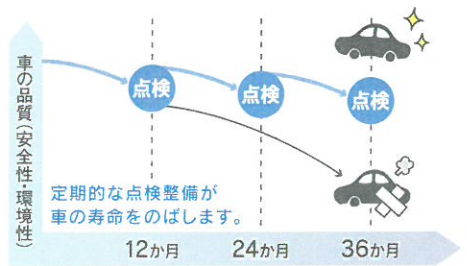 車の品質(安全性・環境性)
点検
点検
点検
定期的な点検整備が
車の寿命をのばします。
12か月
24か月
36か月